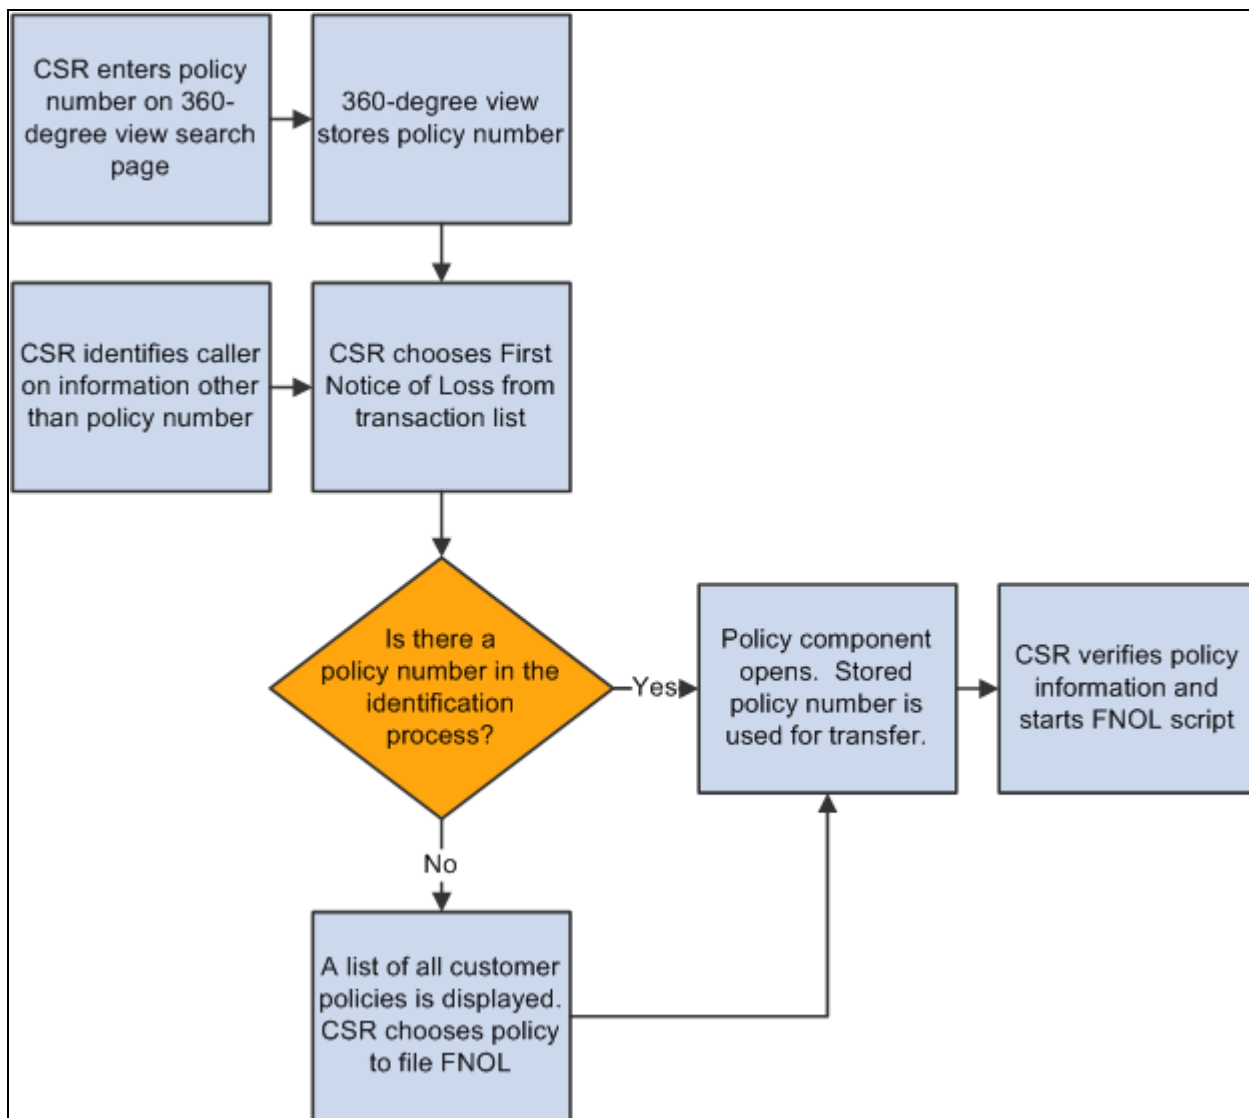 CSR enters policy
number on 360-
degree view search
page
360-degree view
stores policy number
CSR identifies caller
on information other
than policy number
CSR chooses First
Notice of Loss from
transaction list
Is there a
policy number in the
identification
process?
Yes
Policy component
opens.  Stored
policy number is
used for transfer.
CSR verifies policy
information and
starts FNOL script
No
A list of all customer
policies is displayed.
CSR chooses policy
to file FNOL